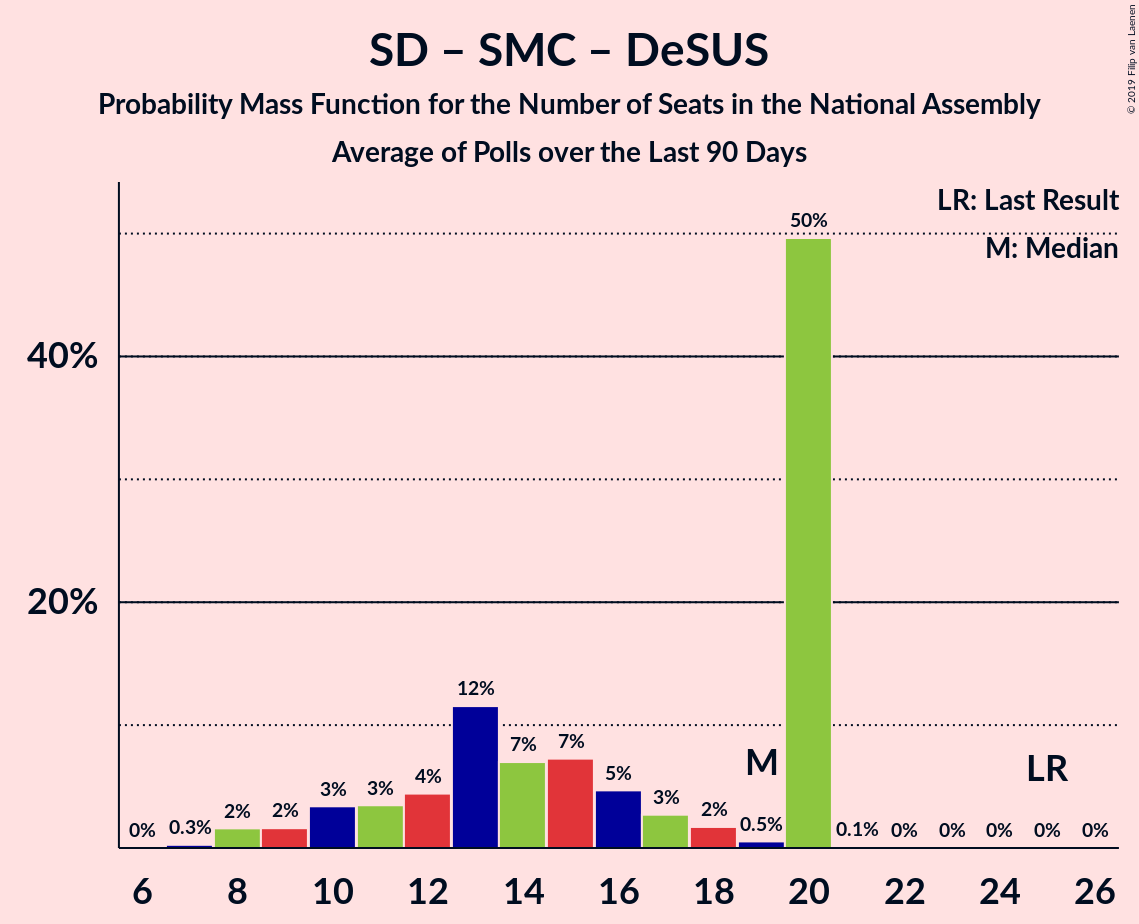 SD – SMC – DeSUS
Probability Mass Function for the Number of Seats in the National Assembly
Average of Polls over the Last 90 Days
© 2019 Filip van Laenen
LR: Last Result
M: Median
40%
20%
0%
0.3%
2%
2%
3%
3%
4%
12%
7%
7%
5%
3%
2%
0.5%
50%
0.1%
0%
0%
0%
0%
0%
M
LR
6 8 10 12 14 16 18 20 22 24 26